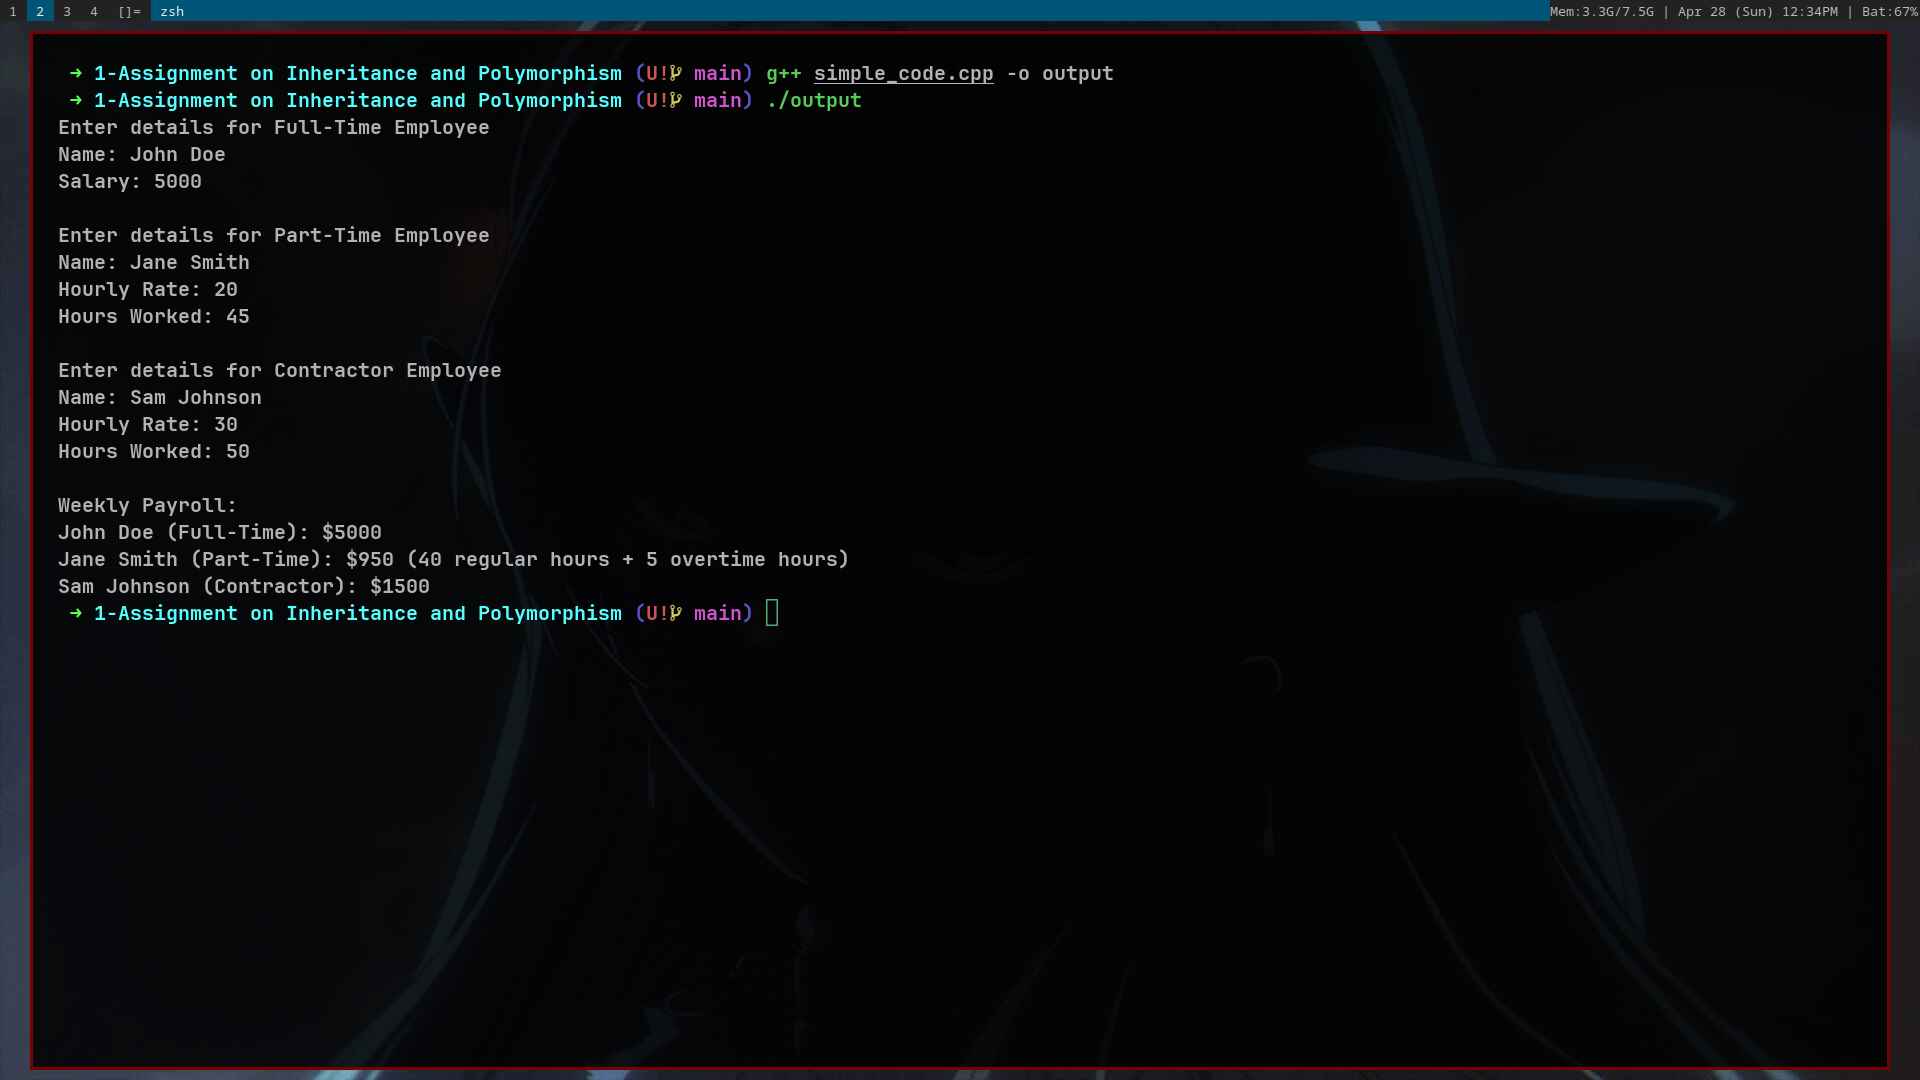 1 2 3 4 []= zsh Mem:3.3G/7.5G | Apr 28 (Sun) 12:34PM | Bat:67%
➜ 1-Assignment on Inheritance and Polymorphism (U! main) g++ simple_code.cpp -o output
➜ 1-Assignment on Inheritance and Polymorphism (U! main) ./output
Enter details for Full-Time Employee
Name: John Doe
Salary: 5000
Enter details for Part-Time Employee
Name: Jane Smith
Hourly Rate: 20
Hours Worked: 45
Enter details for Contractor Employee
Name: Sam Johnson
Hourly Rate: 30
Hours Worked: 50
Weekly Payroll:
John Doe (Full-Time): $5000
Jane Smith (Part-Time): $950 (40 regular hours + 5 overtime hours)
Sam Johnson (Contractor): $1500
➜ 1-Assignment on Inheritance and Polymorphism (U! main)